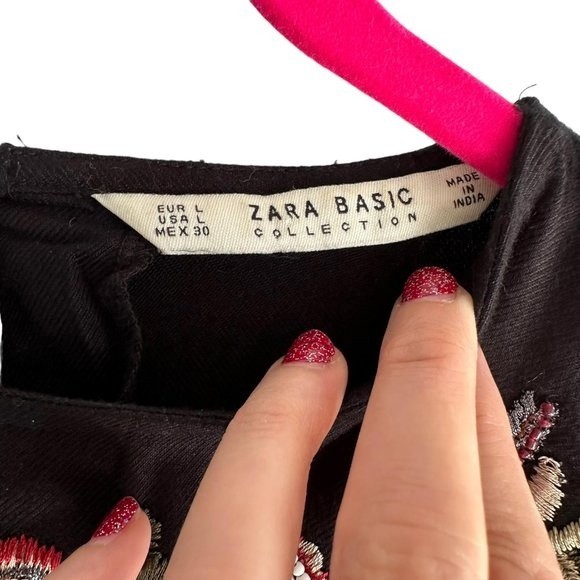 EUR L
USA L
MEX 30
ZARA BASIC
COLLECTION
MADE
IN
INDIA